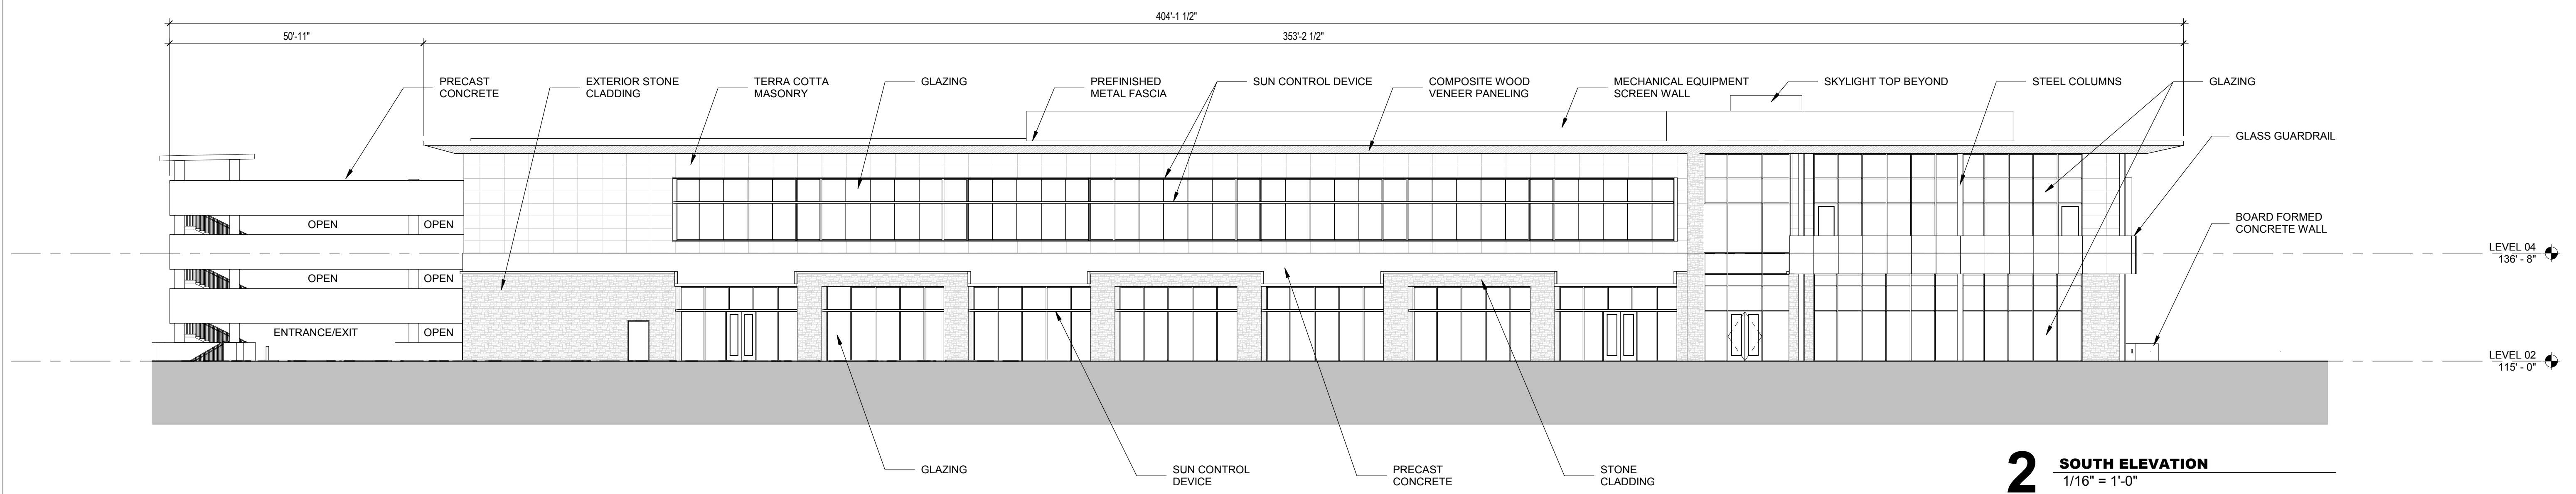 404'-1 1/2"
50'-11"
353'-2 1/2"
PRECAST
CONCRETE
EXTERIOR STONE
CLADDING
TERRA COTTA
MASONRY
GLAZING
PREFINISHED
METAL FASCIA
SUN CONTROL DEVICE
COMPOSITE WOOD
VENEER PANELING
MECHANICAL EQUIPMENT
SCREEN WALL
SKYLIGHT TOP BEYOND
STEEL COLUMNS
GLAZING
GLASS GUARDRAIL
BOARD FORMED
CONCRETE WALL
OPEN
OPEN
LEVEL 04
136' - 8"
OPEN
OPEN
ENTRANCE/EXIT
OPEN
LEVEL 02
115' - 0"
GLAZING
SUN CONTROL
DEVICE
PRECAST
CONCRETE
STONE
CLADDING
2
SOUTH ELEVATION
1/16" = 1'-0"